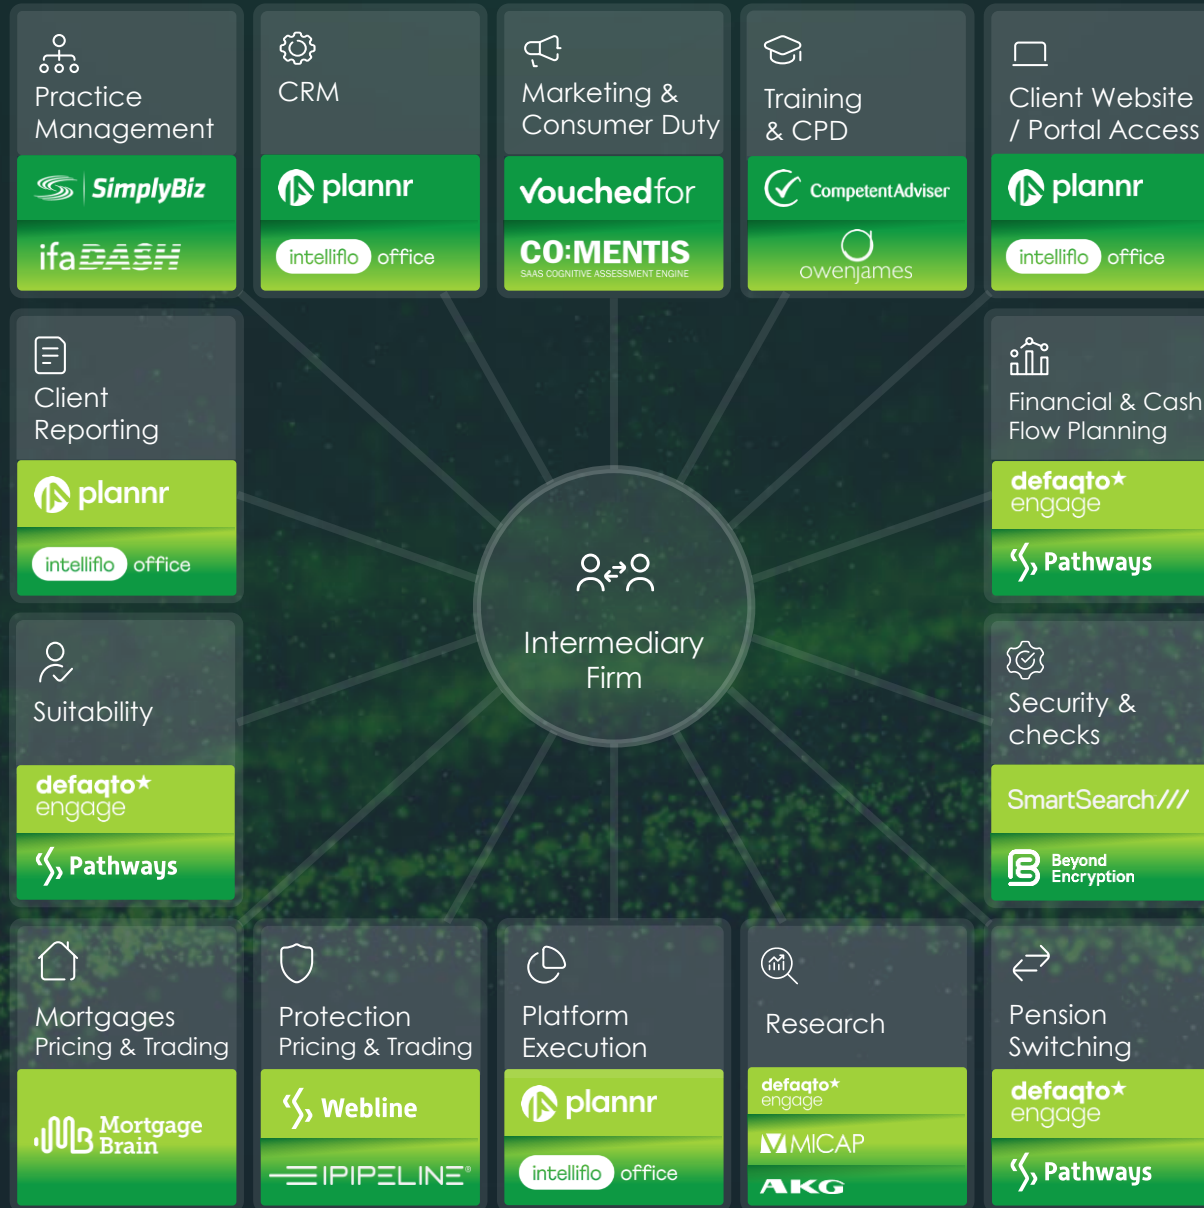 Practice
Management
SimplyBiz
ifaDASH
CRM
plannr
intelliflo office
Marketing &
Consumer Duty
vouchedfor
CO:MENTIS
SAAS COGNITIVE ASSESSMENT ENGINE
Training
& CPD
CompetentAdviser
owenjames
Client Website
/ Portal Access
plannr
intelliflo office
Client
Reporting
plannr
intelliflo office
Financial & Cash
Flow Planning
defaqto
engage
Pathways
Intermediary
Firm
Suitability
defaqto
engage
Pathways
Security &
checks
SmartSearch///
Beyond
Encryption
Mortgages
Pricing & Trading
Mortgage
Brain
Protection
Pricing & Trading
Webline
IPIPELINE®
Platform
Execution
plannr
intelliflo office
Research
defaqto
engage
MICAP
AKG
Pension
Switching
defaqto
engage
Pathways